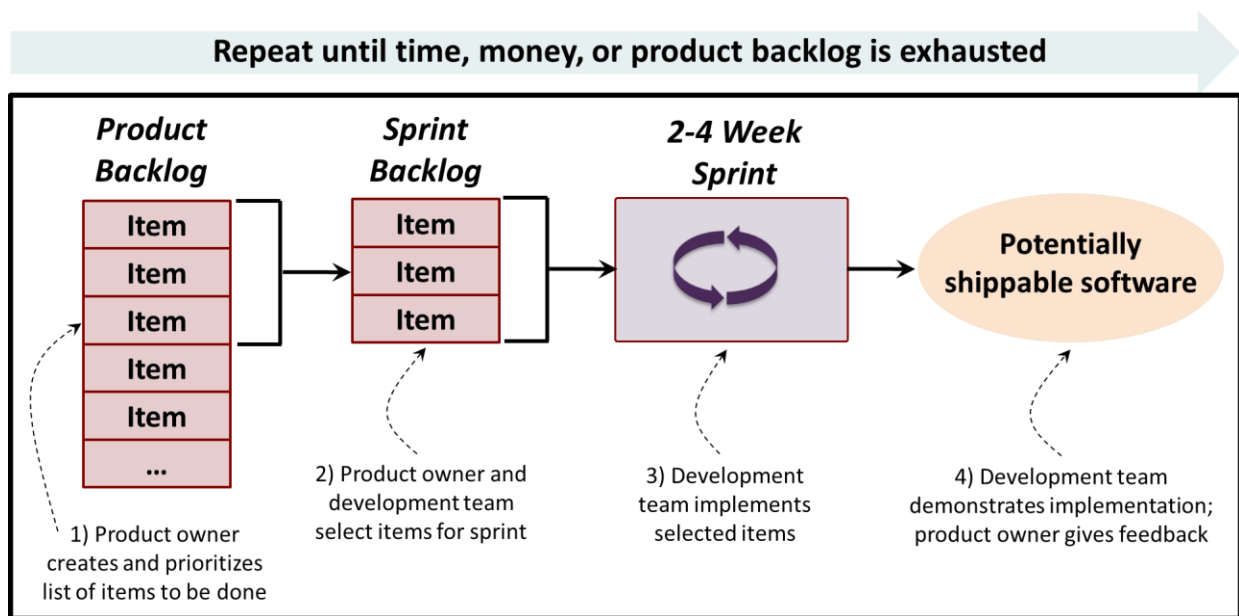 Repeat until time, money, or product backlog is exhausted
Product
Backlog
Item
Item
Item
Item
Item
...
1) Product owner
creates and prioritizes
list of items to be done
Sprint
Backlog
Item
Item
Item
2) Product owner and
development team
select items for sprint
2-4 Week
Sprint
3) Development
team implements
selected items
Potentially
shippable software
4) Development team
demonstrates implementation;
product owner gives feedback